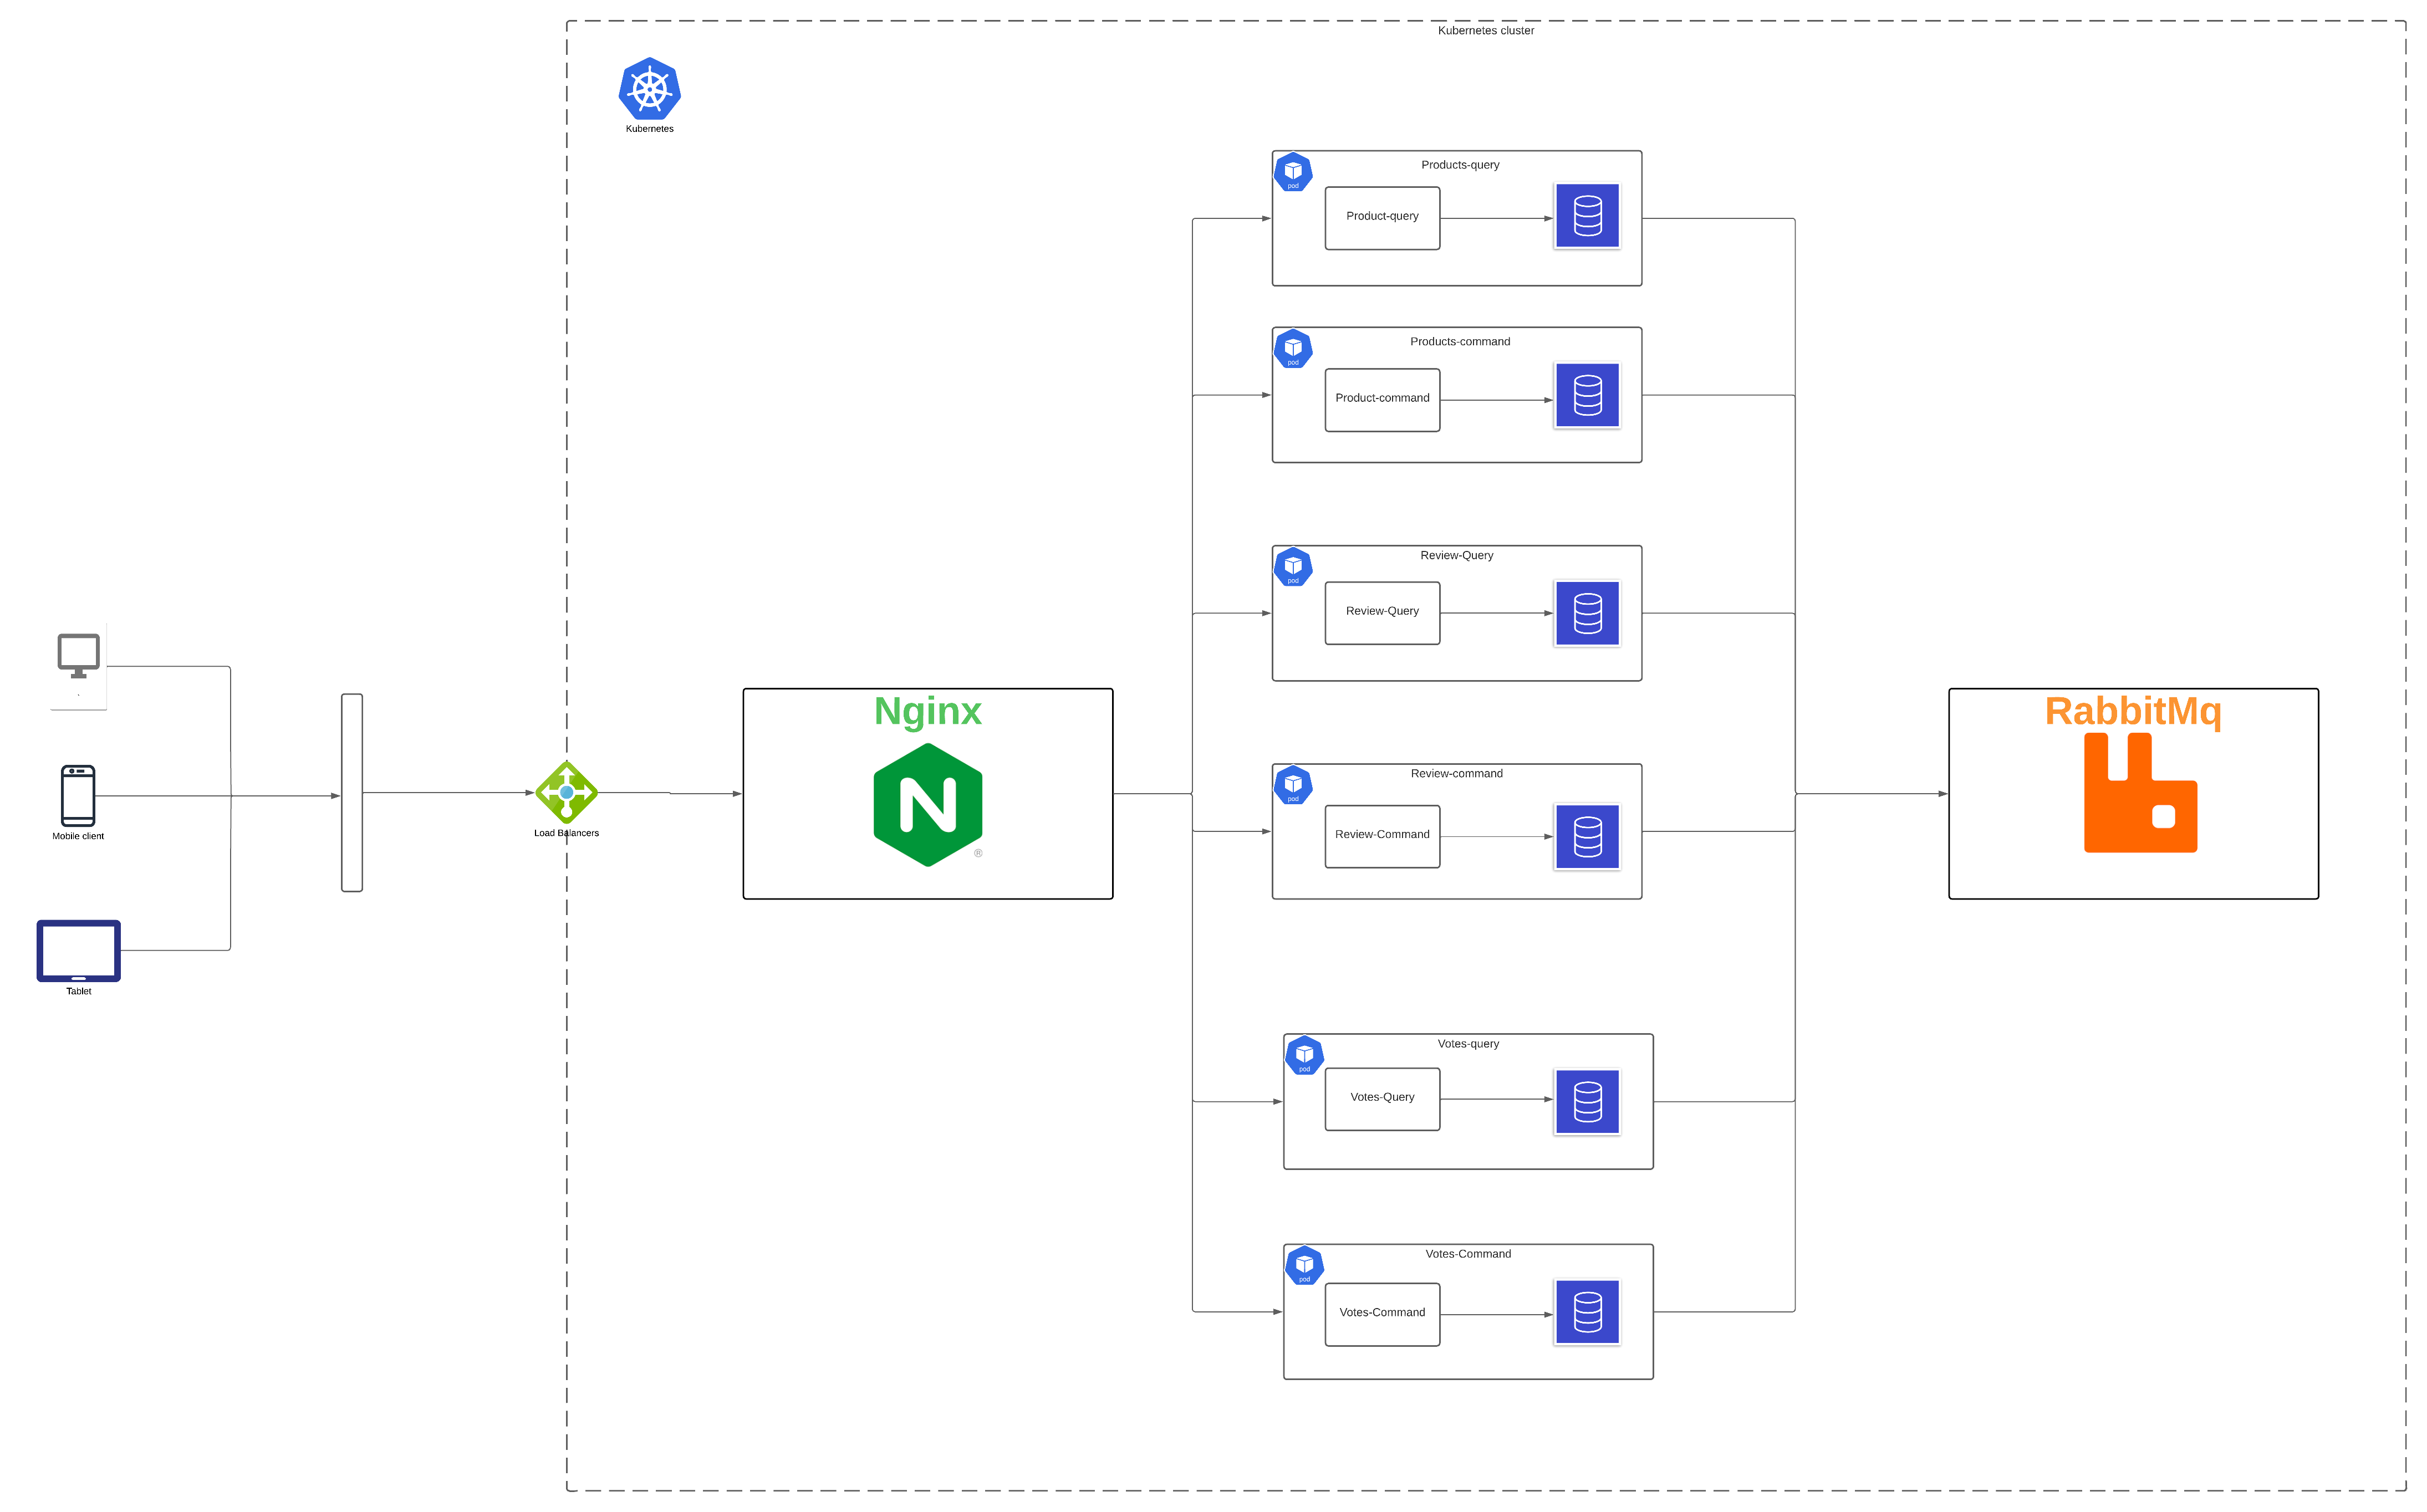 Kubernetes cluster
Kubernetes
Products-query
pod
Product-query
Products-command
pod
Product-command
Review-Query
pod
Review-Query
Nginx
N
®
RabbitMq
Review-command
pod
Review-Command
Mobile client
Load Balancers
Tablet
Votes-query
pod
Votes-Query
Votes-Command
pod
Votes-Command